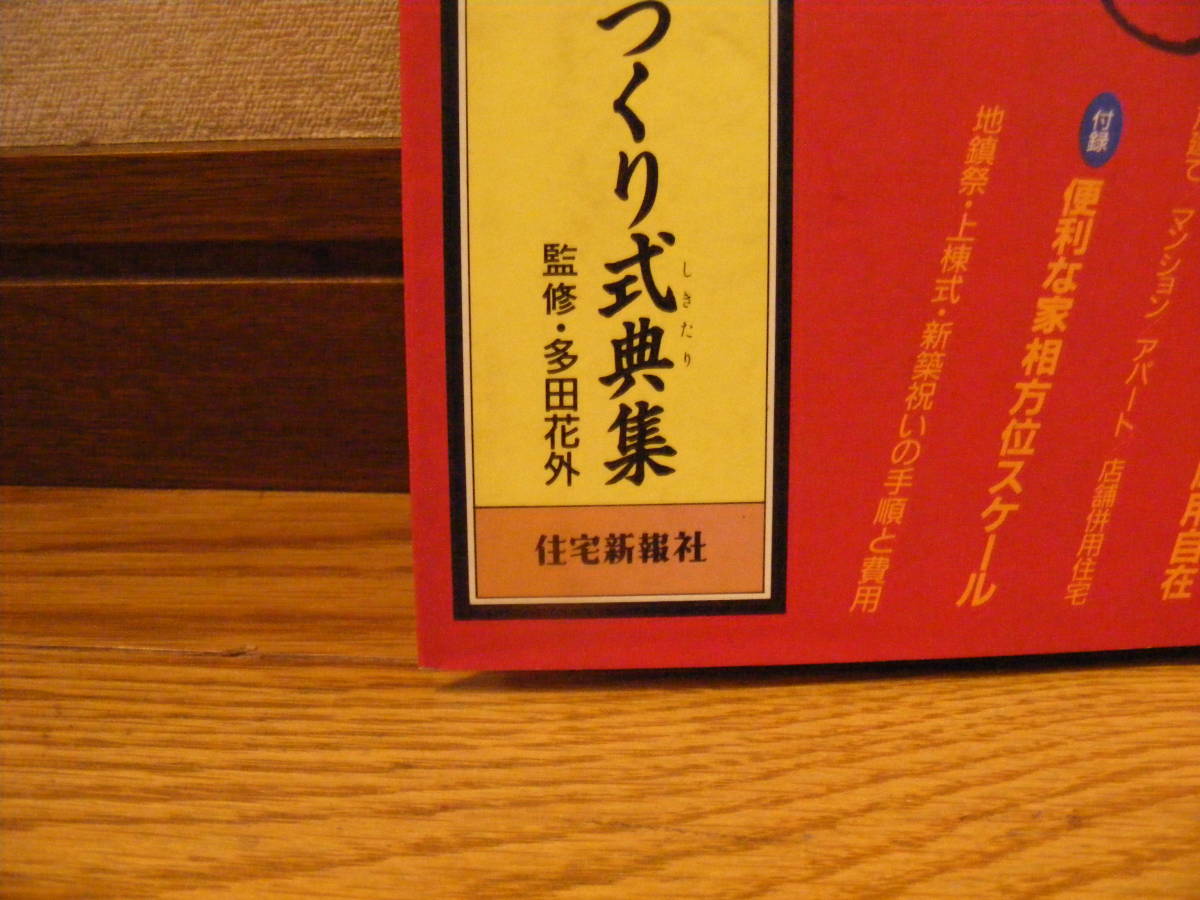 用自在
マンション アパート 店舗併用住宅
付録
便利な家相方位スケール
地鎮祭・上棟式・新築祝いの手順と費用
つくり式典集
しきたり
監修・多田花外
住宅新報社